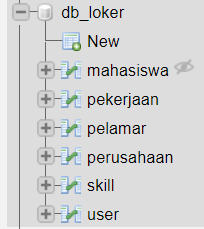 db_loker
New
mahasiswa
pekerjaan
pelamar
perusahaan
skill
user